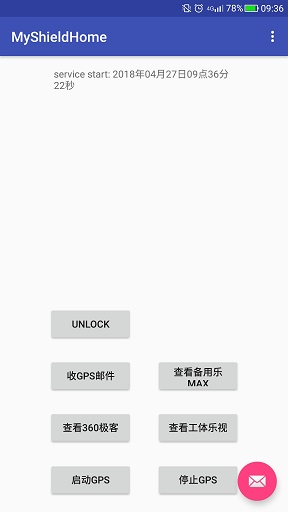 4G 78% 09:36
MyShieldHome
service start: 2018年04月27日09点36分
22秒
UNLOCK
收GPS邮件
查看备用乐
MAX
查看360极客
查看工体乐视
启动GPS
停止GPS